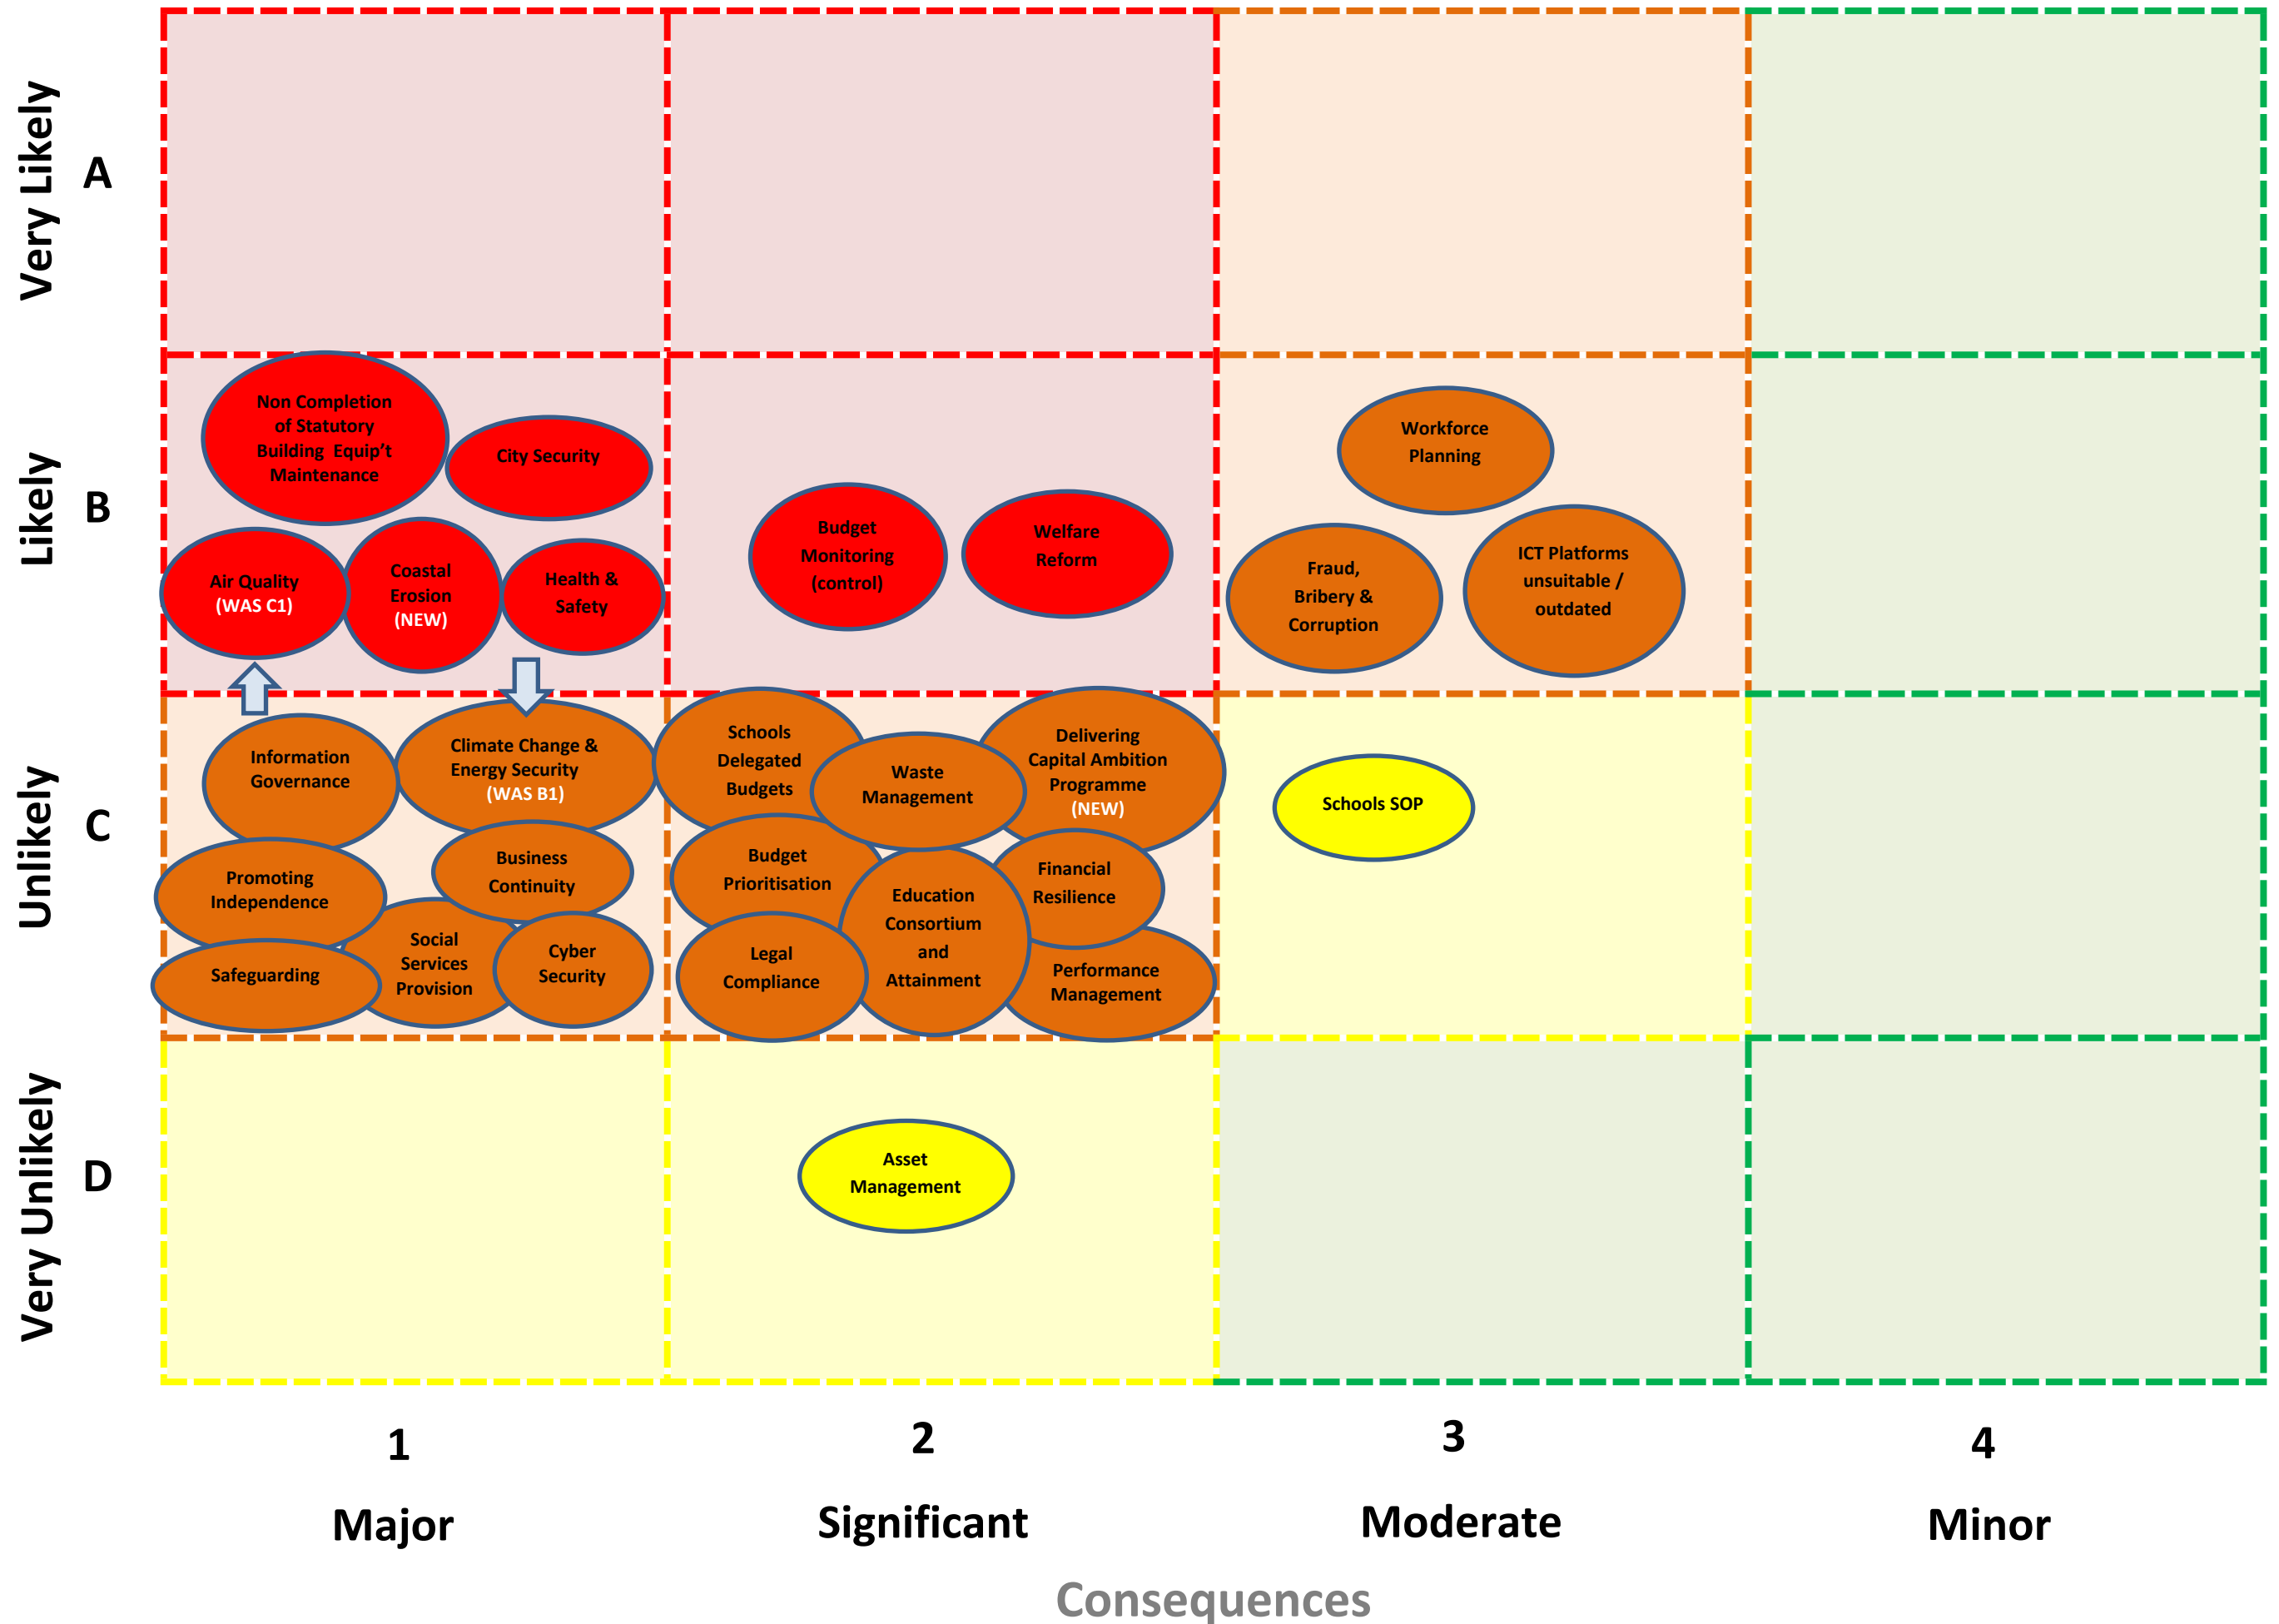 Very Likely
A
Likely
B
Unlikely
C
Very Unlikely
D
Non Completion
of Statutory
Building Equip’t
Maintenance
City Security
Air Quality
(WAS C1)
Coastal
Erosion
(NEW)
Health &
Safety
Budget
Monitoring
(control)
Welfare
Reform
Workforce
Planning
Fraud,
Bribery &
Corruption
ICT Platforms
unsuitable /
outdated
Information
Governance
Climate Change &
Energy Security
(WAS B1)
Promoting
Independence
Business
Continuity
Safeguarding
Social
Services
Provision
Cyber
Security
Schools
Delegated
Budgets
Waste
Management
Delivering
Capital Ambition
Programme
(NEW)
Budget
Prioritisation
Education
Consortium
and
Attainment
Financial
Resilience
Legal
Compliance
Performance
Management
Schools SOP
Asset
Management
1
2
3
4
Major
Significant
Moderate
Minor
Consequences